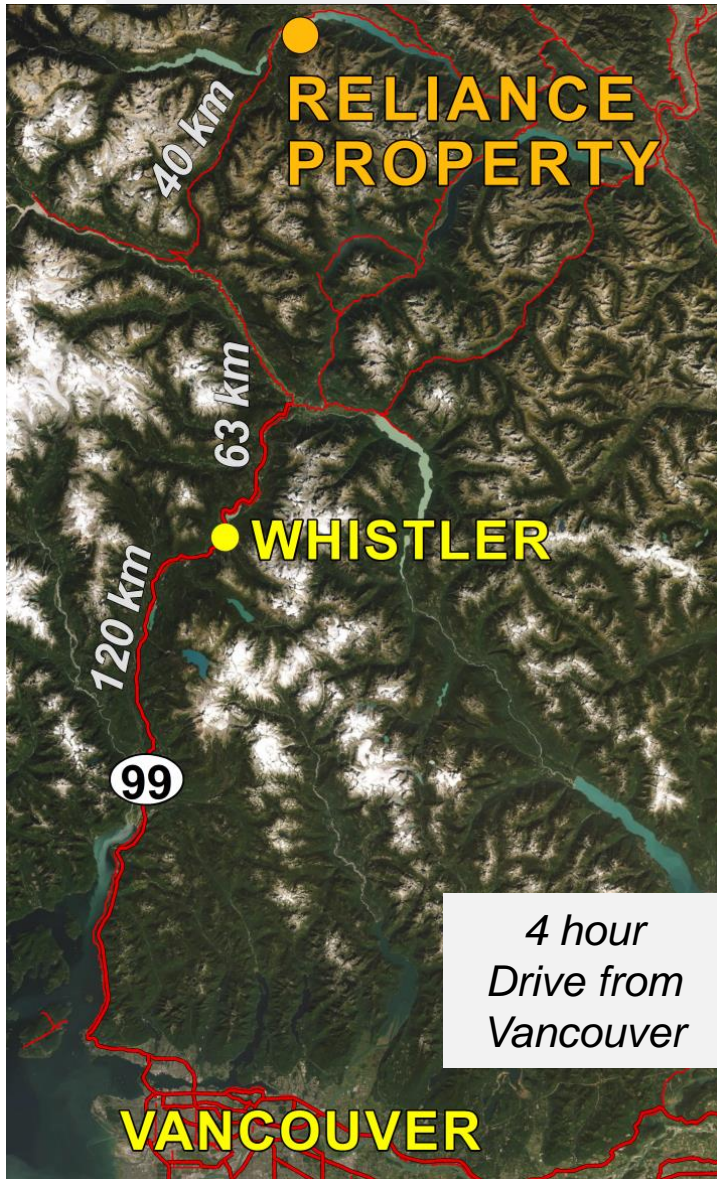 40 km
RELIANCE
PROPERTY
63 km
WHISTLER
120 km
99
4 hour
Drive from
Vancouver
VANCOUVER